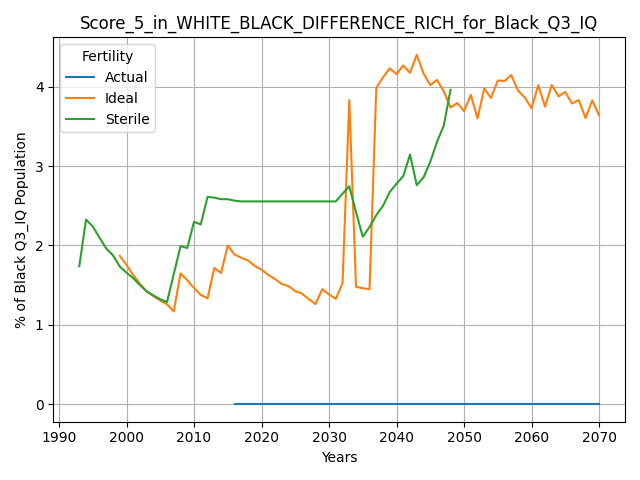 Score_5_in_WHITE_BLACK_DIFFERENCE_RICH_for_Black_Q3_IQ
Fertility
Actual
Ideal
Sterile
% of Black Q3_IQ Population
4
3
2
1
0
1990 2000 2010 2020 2030 2040 2050 2060 2070
Years